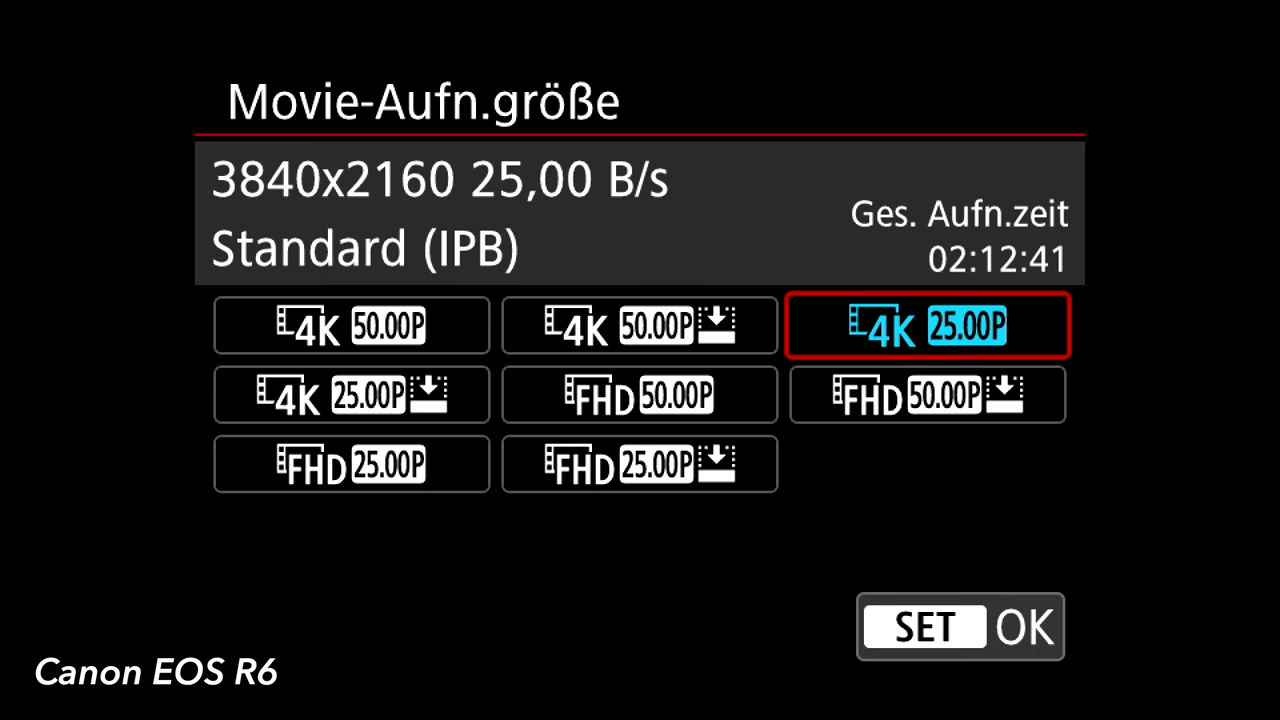 Movie-Aufn.größe
3840x2160 25,00 B/s
Standard (IPB)
Ges. Aufn.zeit
02:12:41
4K 50.00P
4K 50.00P
4K 25.00P
4K 25.00P
FHD 50.00P
FHD 50.00P
FHD 25.00P
FHD 25.00P
SET OK
Canon EOS R6